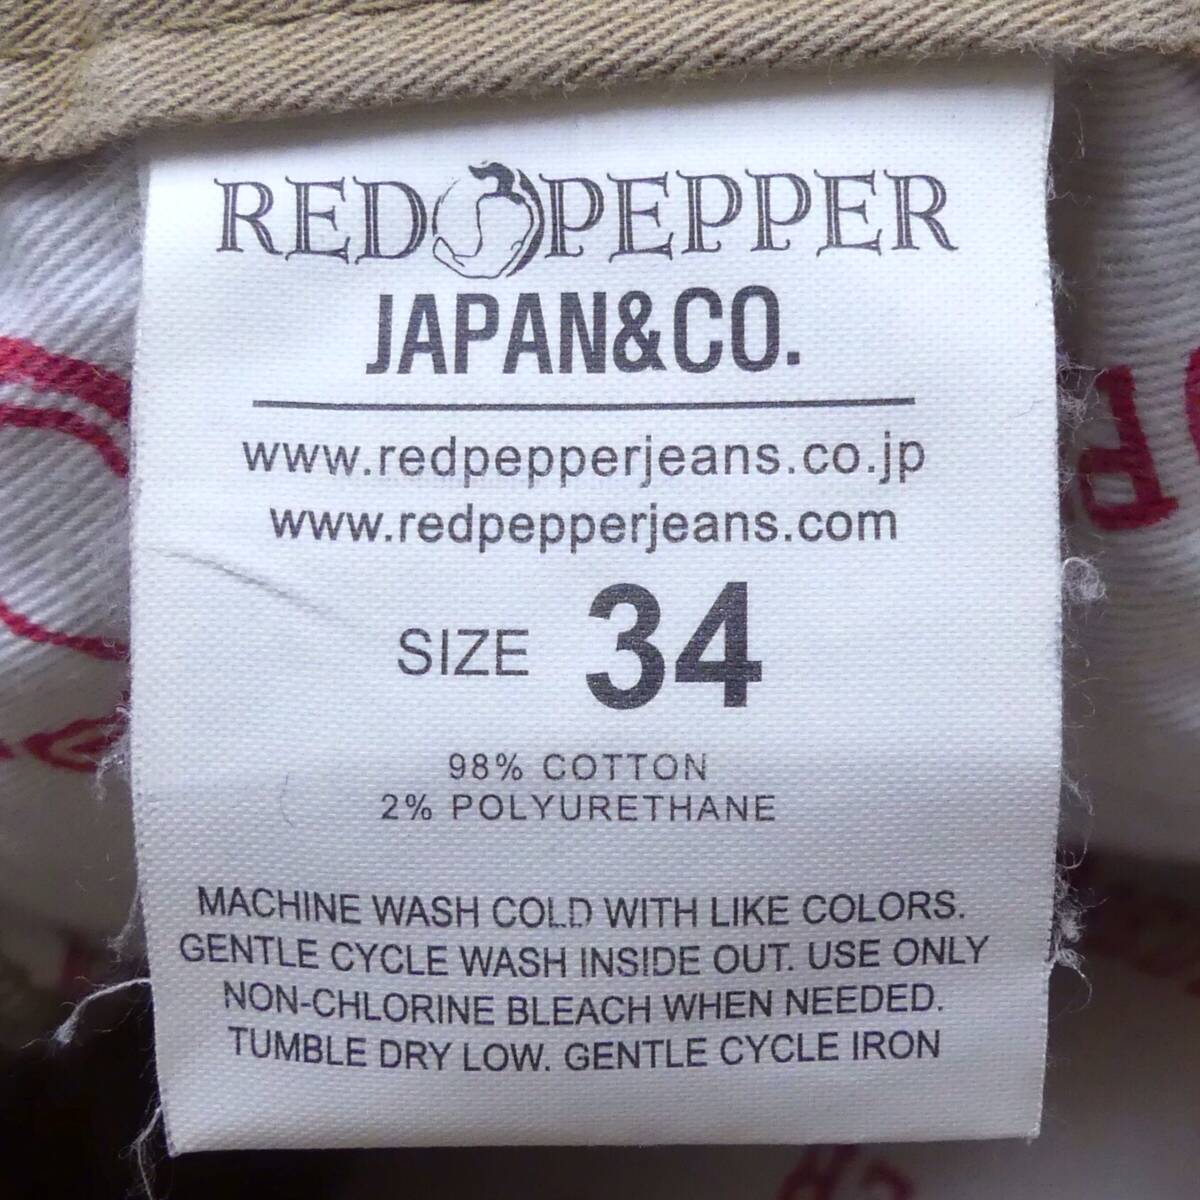 RED PEPPER
JAPAN&CO.
www.redpepperjeans.co.jp
www.redpepperjeans.com
SIZE 34
98% COTTON
2% POLYURETHANE
MACHINE WASH COLD WITH LIKE COLORS.
GENTLE CYCLE WASH INSIDE OUT. USE ONLY
NON-CHLORINE BLEACH WHEN NEEDED.
TUMBLE DRY LOW. GENTLE CYCLE IRON